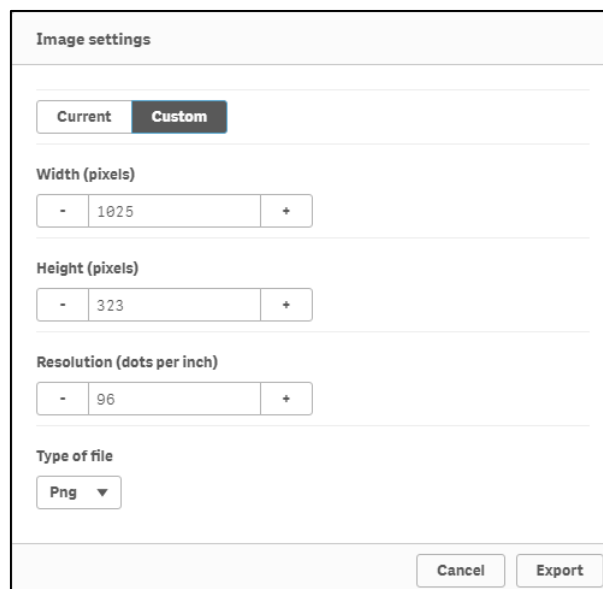 Image settings
Current Custom
Width (pixels)
- 1025 +
Height (pixels)
- 323 +
Resolution (dots per inch)
- 96 +
Type of file
Png
Cancel Export